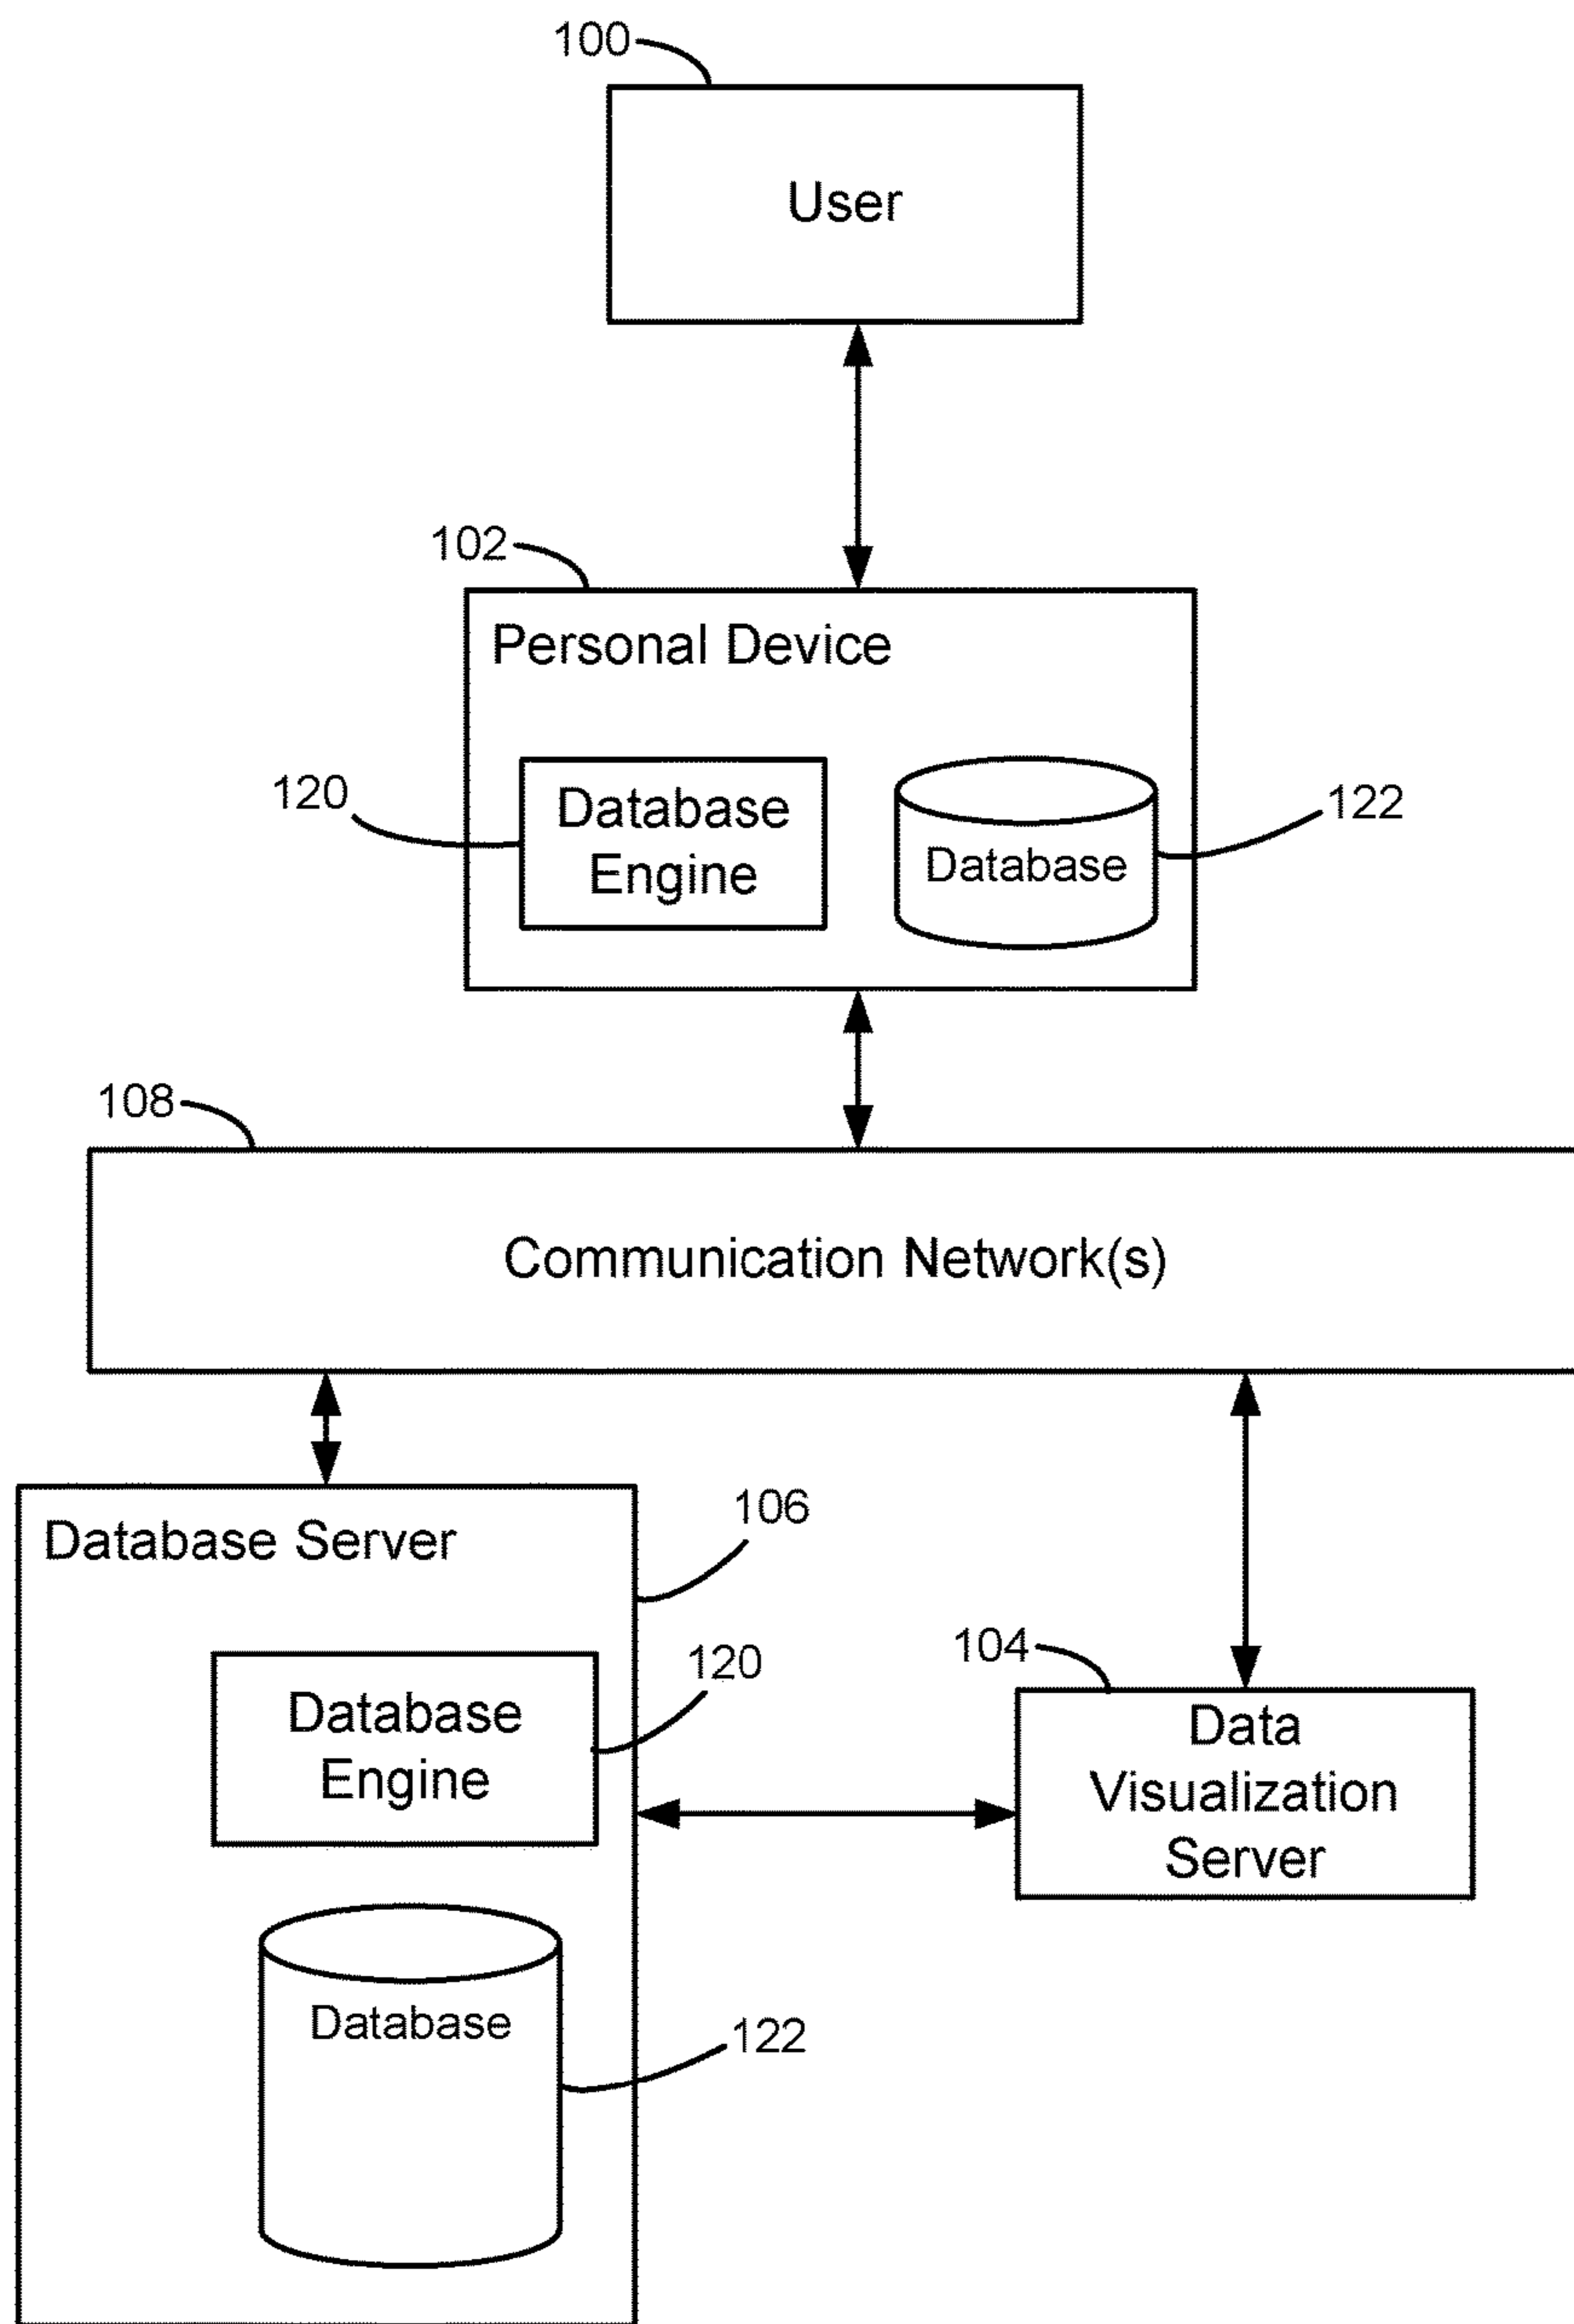 100
User
102
Personal Device
120
Database
Engine
Database
122
108
Communication Network(s)
Database Server
106
120
Database
Engine
104
Data
Visualization
Server
Database
122